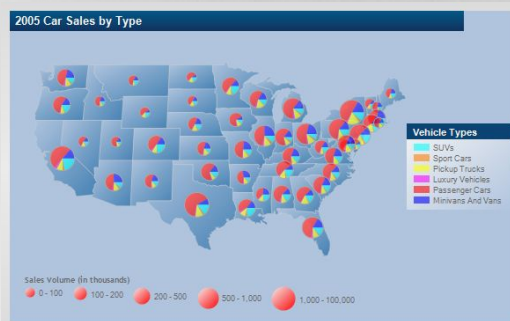 2005 Car Sales by Type
Vehicle Types
SUVs
Sport Cars
Pickup Trucks
Luxury Vehicles
Passenger Cars
Minivans And Vans
Sales Volume (in thousands)
0 - 100
100 - 200
200 - 500
500 - 1,000
1,000 - 100,000